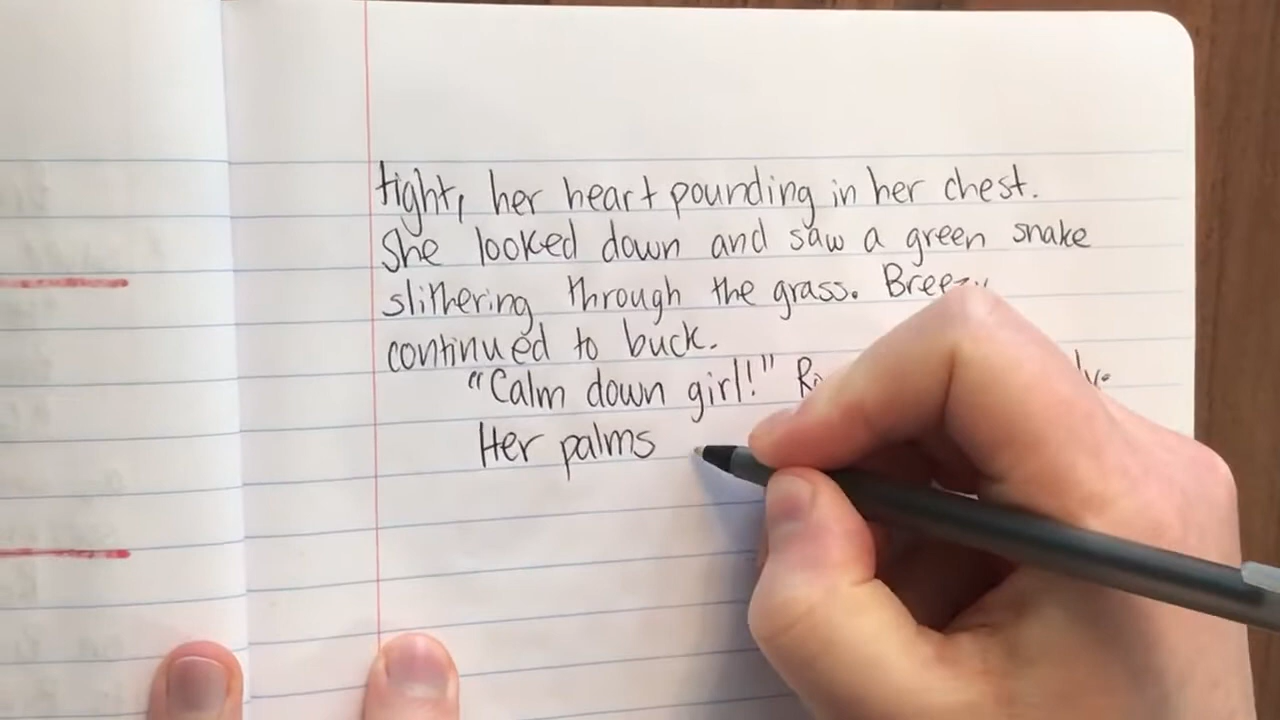 tight, her heart pounding in her chest.
She looked down and saw a green snake
slithering through the grass. Breezy
continued to buck.
"Calm down girl!"
Her palms